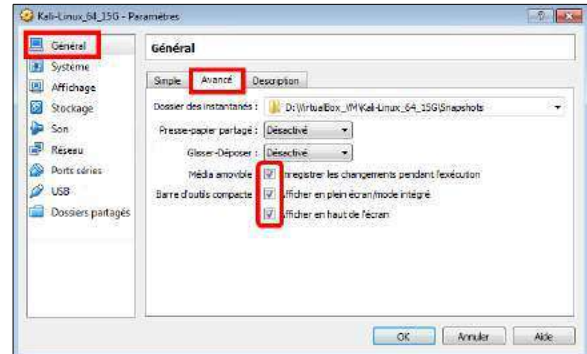 Kali-Linux_64_15G - Paramètres
Général
Système
Affichage
Stockage
Son
Réseau
Ports séries
USB
Dossiers partagés
Général
Simple Avancé Description
Dossier des instantanés : D:\VirtualBox_VM\Kali-Linux_64_15G\Snapshots
Presse-papier partagé : Désactivé
Glisser-Déposer : Désactivé
Média amovible Enregistrer les changements pendant l'exécution
Barre d'outils compacte Afficher en plein écran/mode intégré
Afficher en haut de l'écran
OK Annuler Aide